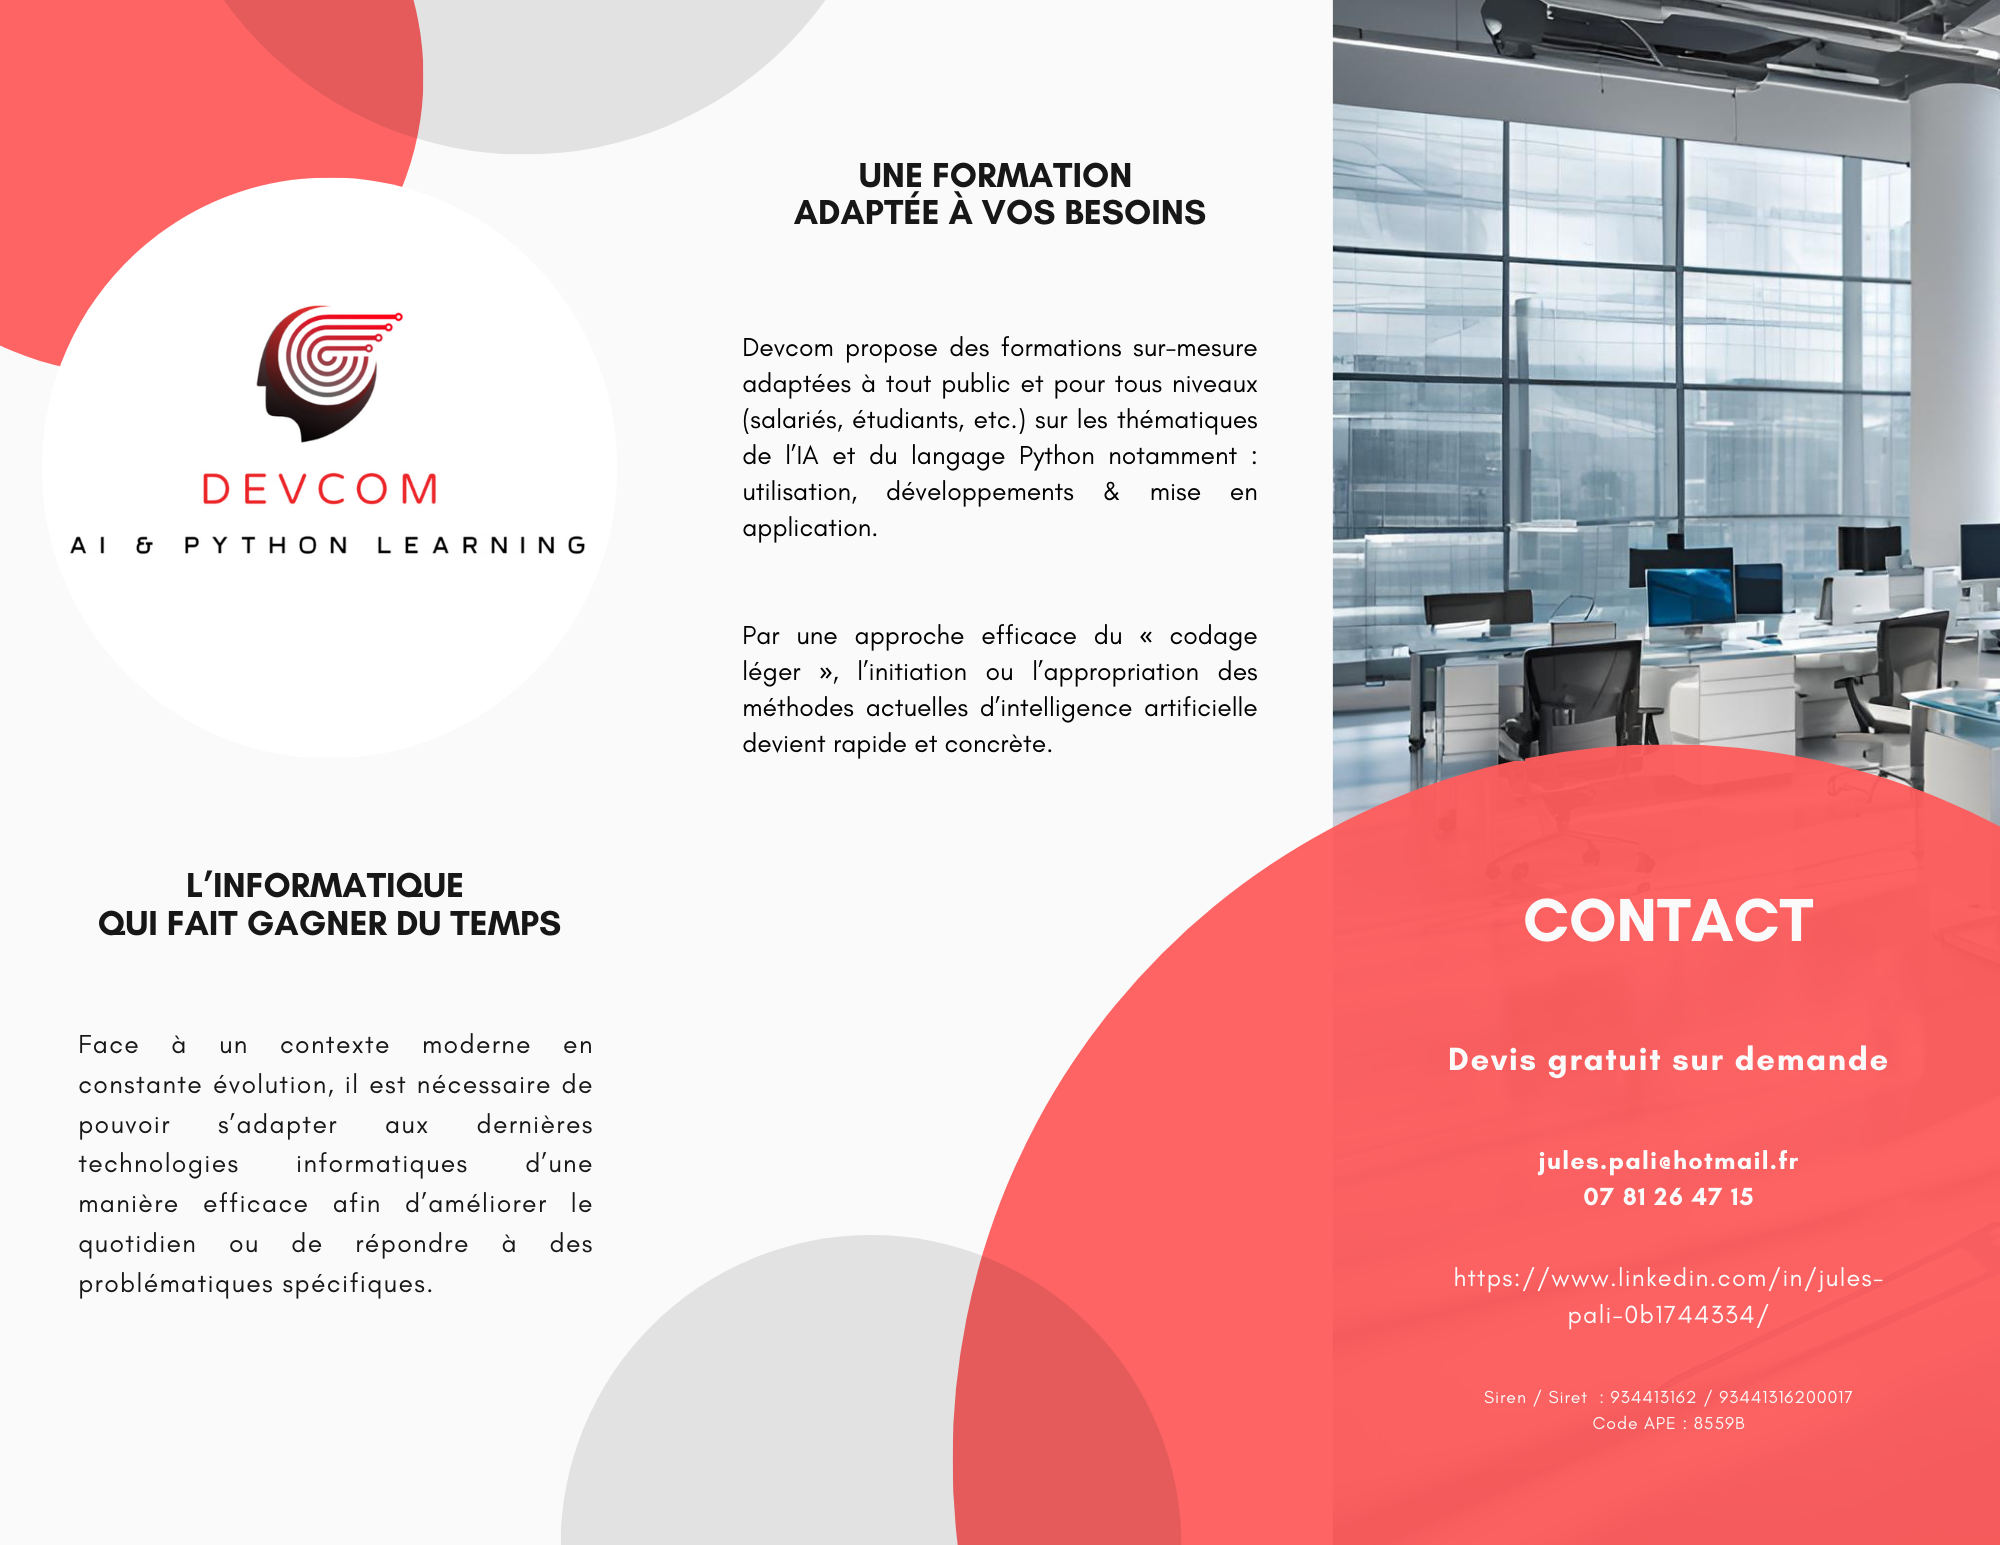 DEVCOM
AI & PYTHON LEARNING
L’INFORMATIQUE
QUI FAIT GAGNER DU TEMPS
Face à un contexte moderne en
constante évolution, il est nécessaire de
pouvoir s’adapter aux dernières
technologies informatiques d’une
manière efficace afin d’améliorer le
quotidien ou de répondre à des
problématiques spécifiques.
UNE FORMATION
ADAPTÉE À VOS BESOINS
Devcom propose des formations sur-mesure
adaptées à tout public et pour tous niveaux
(salariés, étudiants, etc.) sur les thématiques
de l’IA et du langage Python notamment :
utilisation, développements & mise en
application.
Par une approche efficace du « codage
léger », l’initiation ou l’appropriation des
méthodes actuelles d’intelligence artificielle
devient rapide et concrète.
CONTACT
Devis gratuit sur demande
jules.pali@hotmail.fr
07 81 26 47 15
https://www.linkedin.com/in/jules-
pali-0b1744334/
Siren / Siret : 934413162 / 93441316200017
Code APE : 8559B